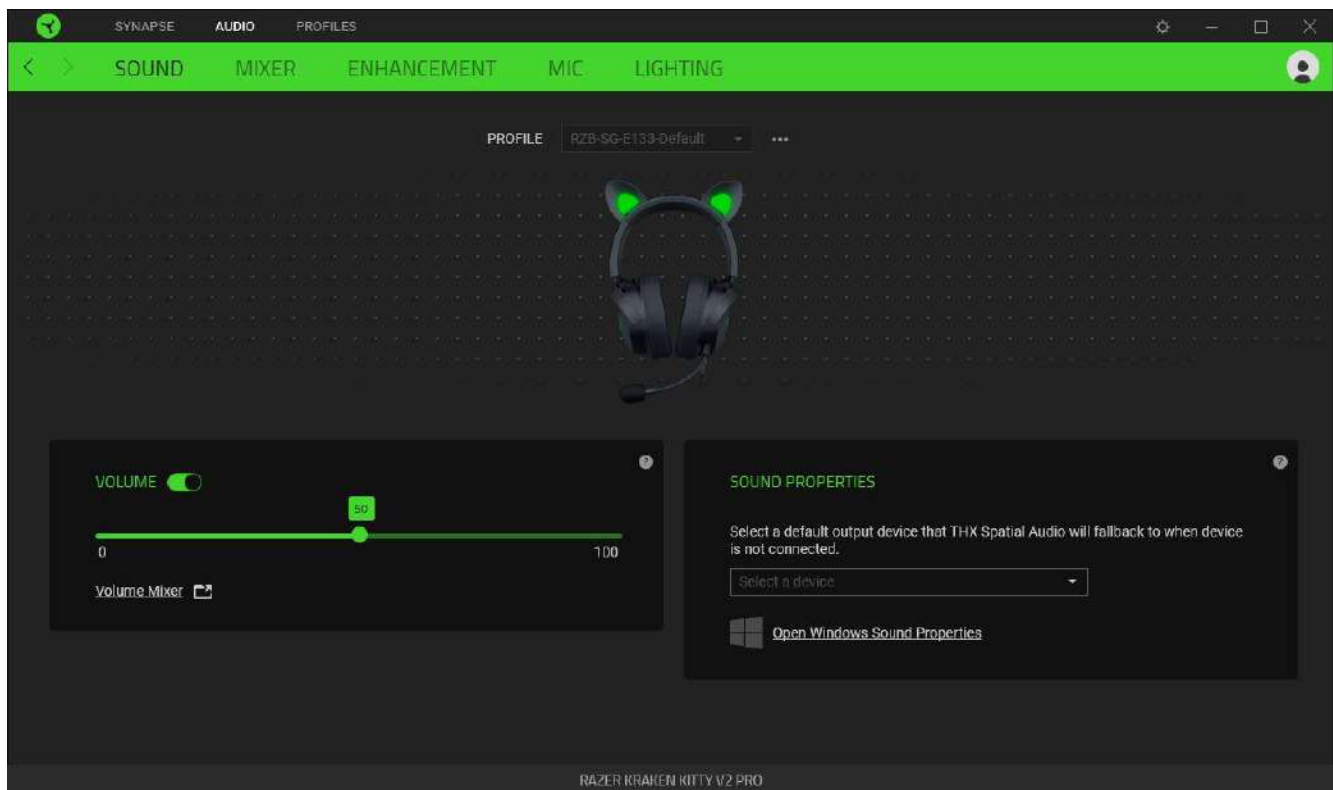 SYNAPSE AUDIO PROFILES
SOUND MIXER ENHANCEMENT MIC LIGHTING
PROFILE RZB-SG-E133-Default
VOLUME
50
0 100
Volume Mixer
SOUND PROPERTIES
Select a default output device that THX Spatial Audio will fallback to when device
is not connected.
Select a device
Open Windows Sound Properties
RAZER KRAKEN KITTY V2 PRO